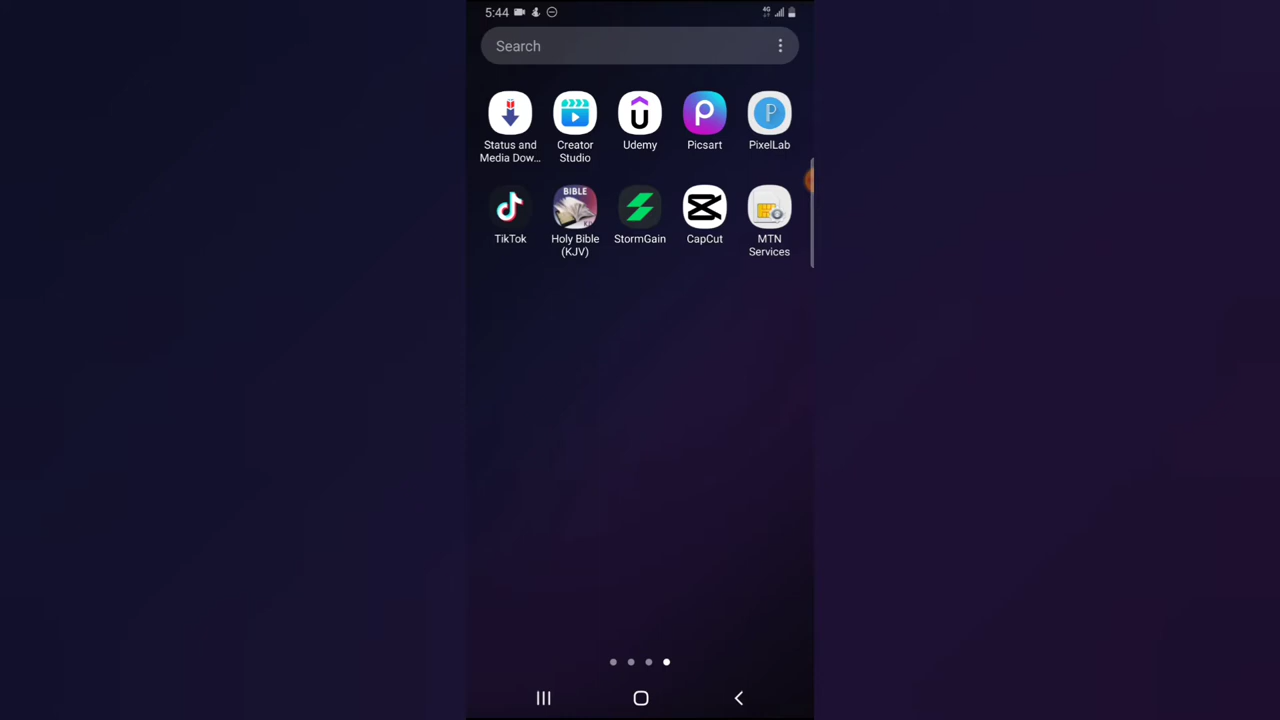 5:44
4G
Search
Status and
Media Dow...
Creator
Studio
Udemy
Picsart
P
PixelLab
TikTok
BIBLE
Holy Bible
(KJV)
StormGain
CapCut
MTN
Services